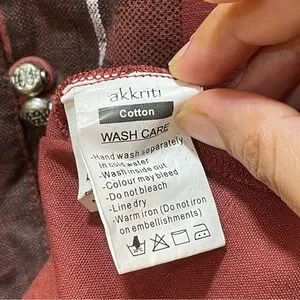 akkriti
Cotton
WASH CARE
-Hand wash separately
in cold water
-Wash inside out
-Colour may bleed
-Do not bleach
-Line dry
-Warm iron (Do not iron
on embellishments)